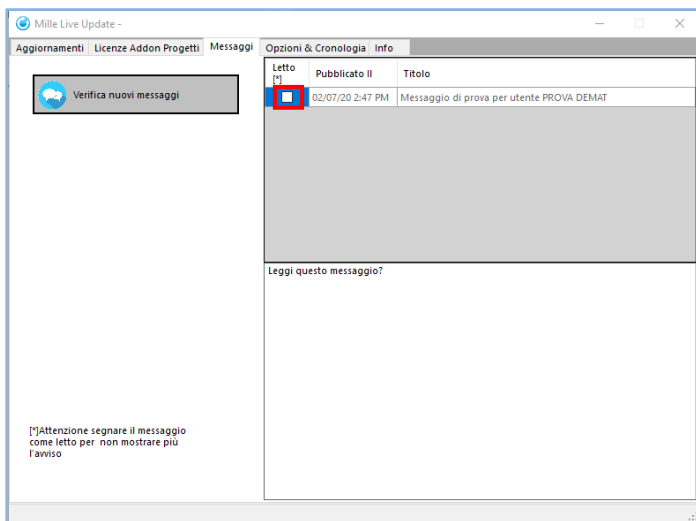 Mille Live Update -
Aggiornamenti Licenze Addon Progetti Messaggi Opzioni & Cronologia Info
Verifica nuovi messaggi
Letto [*] Pubblicato Il Titolo
02/07/20 2:47 PM Messaggio di prova per utente PROVA DEMAT
Leggi questo messaggio?
[*]Attenzione segnare il messaggio
come letto per non mostrare più
l'avviso